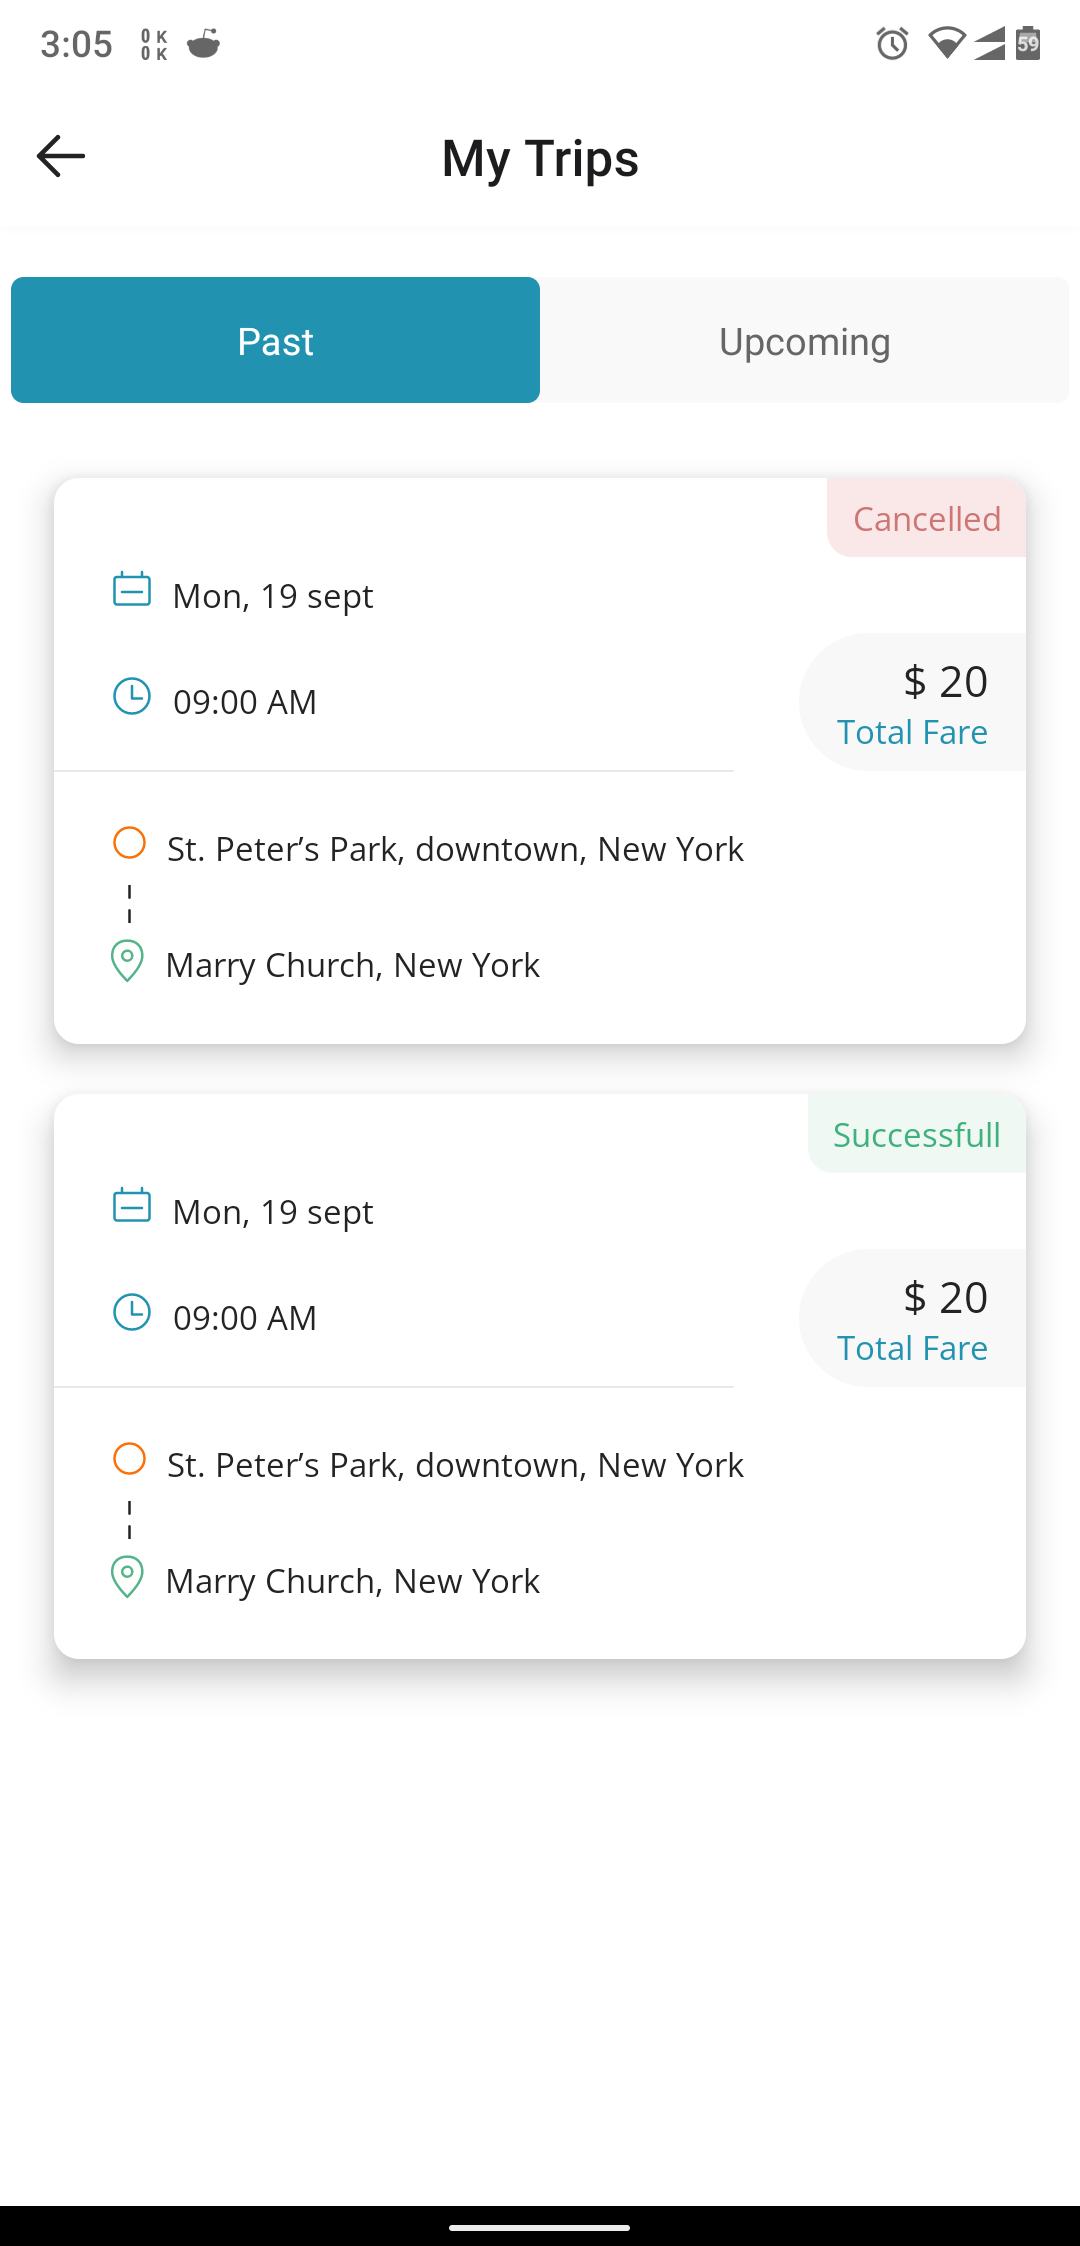 3:05
0 K
0 K
59
My Trips
Past
Upcoming
Cancelled
Mon, 19 sept
09:00 AM
$ 20
Total Fare
St. Peter’s Park, downtown, New York
Marry Church, New York
Successfull
Mon, 19 sept
09:00 AM
$ 20
Total Fare
St. Peter’s Park, downtown, New York
Marry Church, New York